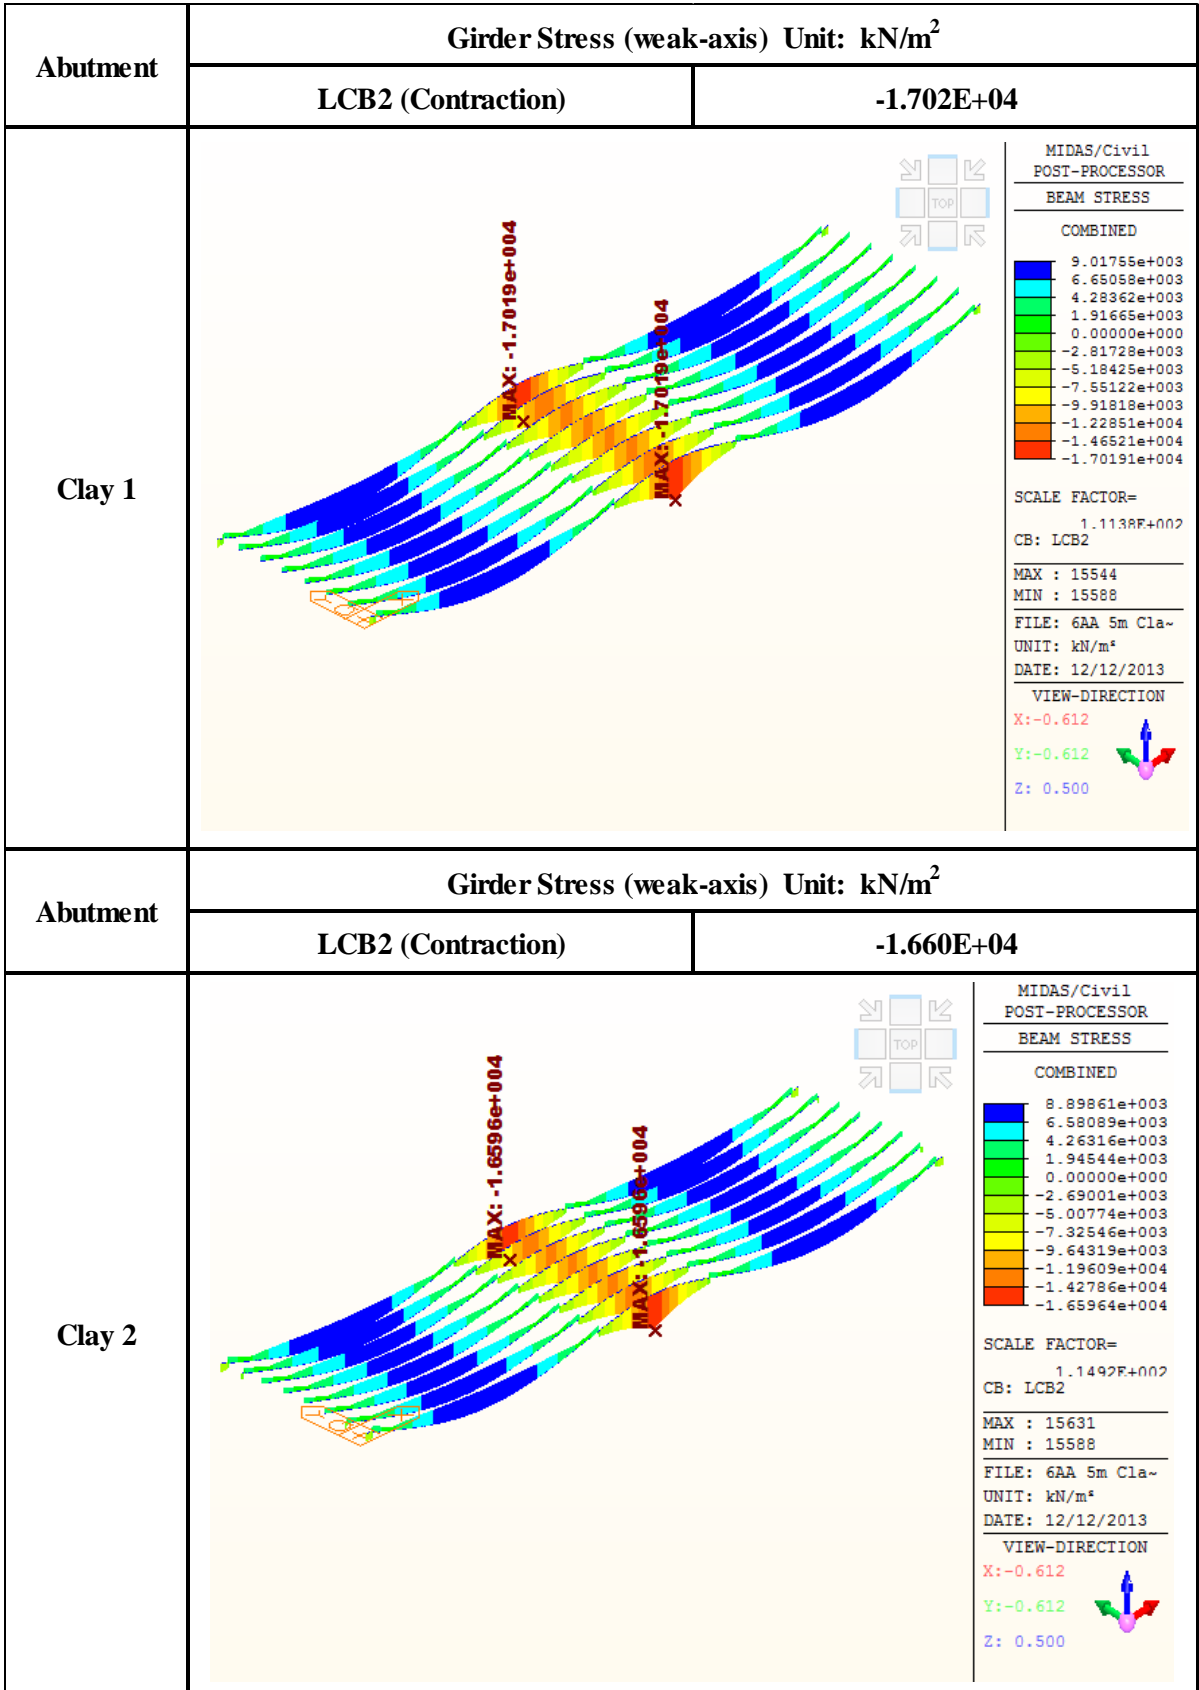 Abutment
Girder Stress (weak-axis) Unit: kN/m²
LCB2 (Contraction)
-1.702E+04
Clay 1
MAX: -1.7019e+004
MAX: -1.7019e+004
TOP
MIDAS/Civil
POST-PROCESSOR
BEAM STRESS
COMBINED
9.01755e+003
6.65058e+003
4.28362e+003
1.91665e+003
0.00000e+000
-2.81728e+003
-5.18425e+003
-7.55122e+003
-9.91818e+003
-1.22851e+004
-1.46521e+004
-1.70191e+004
SCALE FACTOR=
1.1138E+002
CB: LCB2
MAX : 15544
MIN : 15588
FILE: 6AA 5m Cla~
UNIT: kN/m²
DATE: 12/12/2013
VIEW-DIRECTION
X:-0.612
Y:-0.612
Z: 0.500
Abutment
Girder Stress (weak-axis) Unit: kN/m²
LCB2 (Contraction)
-1.660E+04
Clay 2
MAX: -1.6596e+004
MAX: -1.6596e+004
TOP
MIDAS/Civil
POST-PROCESSOR
BEAM STRESS
COMBINED
8.89861e+003
6.58089e+003
4.26316e+003
1.94544e+003
0.00000e+000
-2.69001e+003
-5.00774e+003
-7.32546e+003
-9.64319e+003
-1.19609e+004
-1.42786e+004
-1.65964e+004
SCALE FACTOR=
1.1492E+002
CB: LCB2
MAX : 15631
MIN : 15588
FILE: 6AA 5m Cla~
UNIT: kN/m²
DATE: 12/12/2013
VIEW-DIRECTION
X:-0.612
Y:-0.612
Z: 0.500